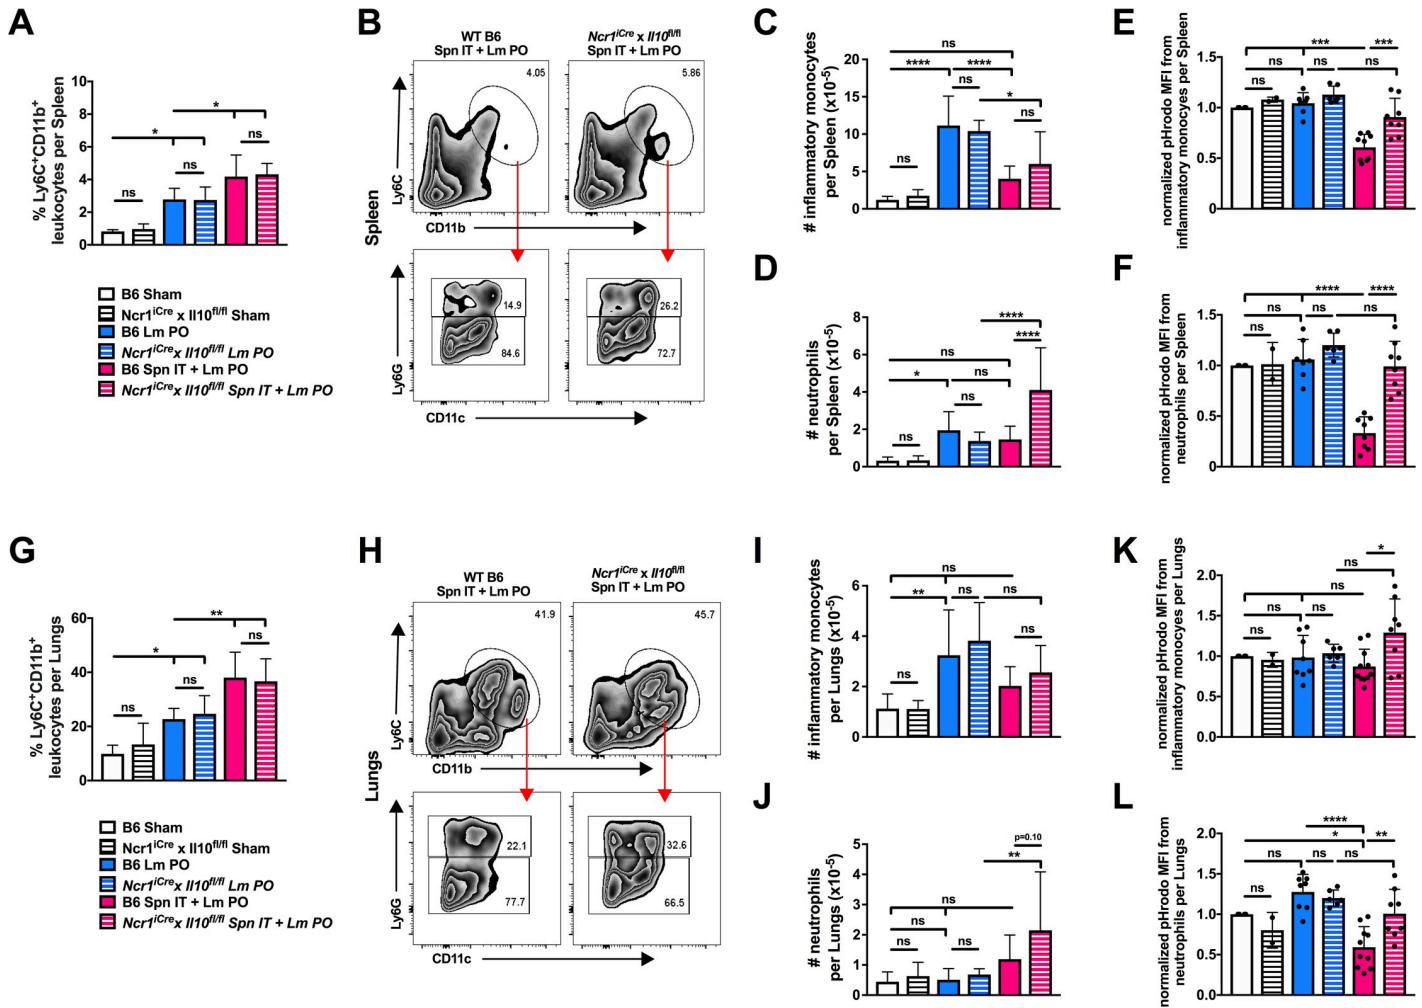 A
% Ly6C⁺CD11b⁺
leukocytes per Spleen
10
8
6
4
2
0
ns
*
ns
*
ns
B6 Sham
Ncr1ⁱᶜʳᵉ x Il10ᶠˡ/ᶠˡ Sham
B6 Lm PO
Ncr1ⁱᶜʳᵉx Il10ᶠˡ/ᶠˡ Lm PO
B6 Spn IT + Lm PO
Ncr1ⁱᶜʳᵉx Il10ᶠˡ/ᶠˡ Spn IT + Lm PO
B
WT B6
Spn IT + Lm PO
Ncr1ⁱᶜʳᵉ x Il10ᶠˡ/ᶠˡ
Spn IT + Lm PO
Spleen
4.05
5.86
Ly6C
CD11b
14.9
84.6
26.2
72.7
Ly6G
CD11c
C
# inflammatory monocytes
per Spleen (x10⁻⁵)
20
15
10
5
0
ns
****
****
ns
*
ns
ns
D
# neutrophils
per Spleen (x10⁻⁵)
8
6
4
2
0
****
****
ns
*
ns
ns
ns
E
normalized pHrodo MFI from
inflammatory monocyes per Spleen
1.5
1.0
0.5
0.0
***
***
ns
ns
ns
ns
F
normalized pHrodo MFI from
neutrophils per Spleen
1.5
1.0
0.5
0
****
****
ns
ns
ns
ns
G
% Ly6C⁺CD11b⁺
leukocytes per Lungs
60
40
20
0
**
*
ns
ns
ns
B6 Sham
Ncr1ⁱᶜʳᵉ x Il10ᶠˡ/ᶠˡ Sham
B6 Lm PO
Ncr1ⁱᶜʳᵉx Il10ᶠˡ/ᶠˡ Lm PO
B6 Spn IT + Lm PO
Ncr1ⁱᶜʳᵉx Il10ᶠˡ/ᶠˡ Spn IT + Lm PO
H
WT B6
Spn IT + Lm PO
Ncr1ⁱᶜʳᵉ x Il10ᶠˡ/ᶠˡ
Spn IT + Lm PO
Lungs
41.9
45.7
Ly6C
CD11b
22.1
77.7
32.6
66.5
Ly6G
CD11c
I
# inflammatory monocytes
per Lungs (x10⁻⁵)
6
4
2
0
ns
**
ns
ns
ns
ns
J
# neutrophils
per Lungs (x10⁻⁵)
5
4
3
2
1
0
p=0.10
**
ns
ns
ns
ns
K
normalized pHrodo MFI from
inflammatory monocyes per Lungs
2.0
1.5
1.0
0.5
0.0
*
ns
ns
ns
ns
ns
L
normalized pHrodo MFI from
neutrophils per Lungs
2.0
1.5
1.0
0.5
0
****
*
**
ns
ns
ns
ns